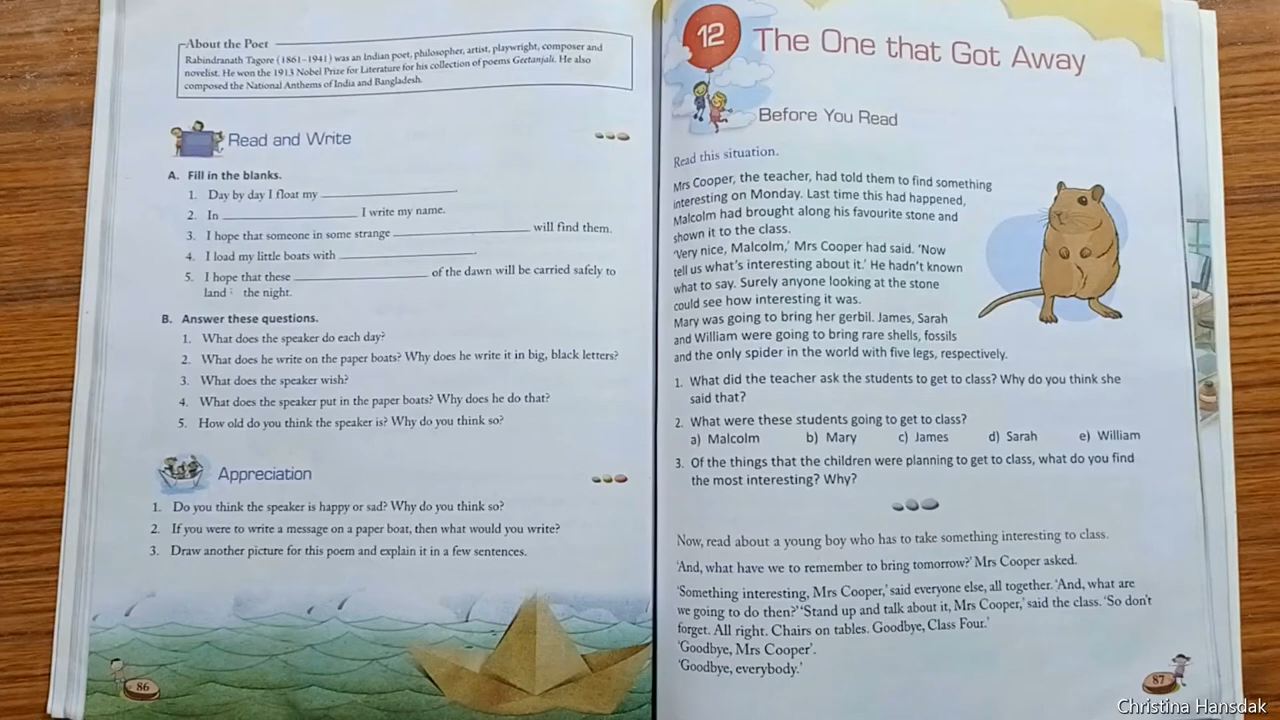 About the Poet
Rabindranath Tagore (1861–1941) was an Indian poet, philosopher, artist, playwright, composer and
novelist. He won the 1913 Nobel Prize for Literature for his collection of poems Geetanjali. He also
composed the National Anthems of India and Bangladesh.
Read and Write
A. Fill in the blanks.
1. Day by day I float my ____________
2. In ____________ I write my name.
3. I hope that someone in some strange ____________ will find them.
4. I load my little boats with ____________
5. I hope that these ____________ of the dawn will be carried safely to
land the night.
B. Answer these questions.
1. What does the speaker do each day?
2. What does he write on the paper boats? Why does he write it in big, black letters?
3. What does the speaker wish?
4. What does the speaker put in the paper boats? Why does he do that?
5. How old do you think the speaker is? Why do you think so?
Appreciation
1. Do you think the speaker is happy or sad? Why do you think so?
2. If you were to write a message on a paper boat, then what would you write?
3. Draw another picture for this poem and explain it in a few sentences.
86
12
The One that Got Away
Before You Read
Read this situation.
Mrs Cooper, the teacher, had told them to find something
interesting on Monday. Last time this had happened,
Malcolm had brought along his favourite stone and
shown it to the class.
'Very nice, Malcolm,' Mrs Cooper had said. 'Now
tell us what's interesting about it.' He hadn't known
what to say. Surely anyone looking at the stone
could see how interesting it was.
Mary was going to bring her gerbil. James, Sarah
and William were going to bring rare shells, fossils
and the only spider in the world with five legs, respectively.
1. What did the teacher ask the students to get to class? Why do you think she
said that?
2. What were these students going to get to class?
a) Malcolm b) Mary c) James d) Sarah e) William
3. Of the things that the children were planning to get to class, what do you find
the most interesting? Why?
Now, read about a young boy who has to take something interesting to class.
'And, what have we to remember to bring tomorrow?' Mrs Cooper asked.
'Something interesting, Mrs Cooper,' said everyone else, all together. 'And, what are
we going to do then?' 'Stand up and talk about it, Mrs Cooper,' said the class. 'So don't
forget. All right. Chairs on tables. Goodbye, Class Four.'
'Goodbye, Mrs Cooper'.
'Goodbye, everybody.'
87
Christina Hansdak